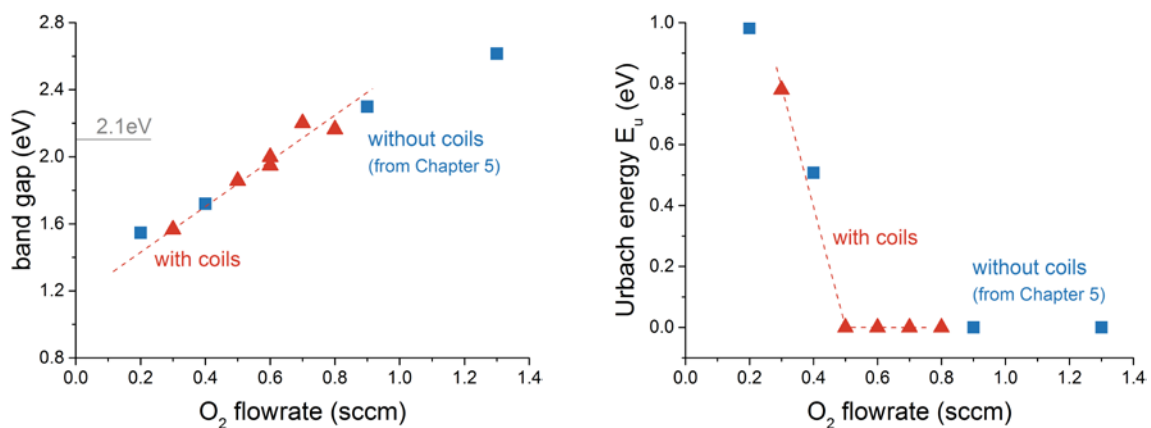 2.8
2.4
2.0
1.6
1.2
0.8
band gap (eV)
2.1eV
without coils
(from Chapter 5)
with coils
0.0 0.2 0.4 0.6 0.8 1.0 1.2 1.4
O₂ flowrate (sccm)
1.0
0.8
0.6
0.4
0.2
0.0
Urbach energy Eᵤ (eV)
with coils
without coils
(from Chapter 5)
0.0 0.2 0.4 0.6 0.8 1.0 1.2 1.4
O₂ flowrate (sccm)